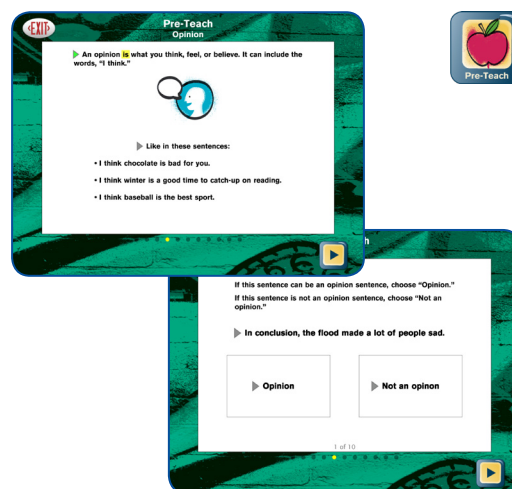 EXIT
Pre-Teach
Opinion
An opinion is what you think, feel, or believe. It can include the
words, "I think."
Like in these sentences:
• I think chocolate is bad for you.
• I think winter is a good time to catch-up on reading.
• I think baseball is the best sport.
Pre-Teach
h
If this sentence can be an opinion sentence, choose "Opinion."
If this sentence is not an opinion sentence, choose "Not an
opinion."
In conclusion, the flood made a lot of people sad.
Opinion
Not an opinon
1 of 10